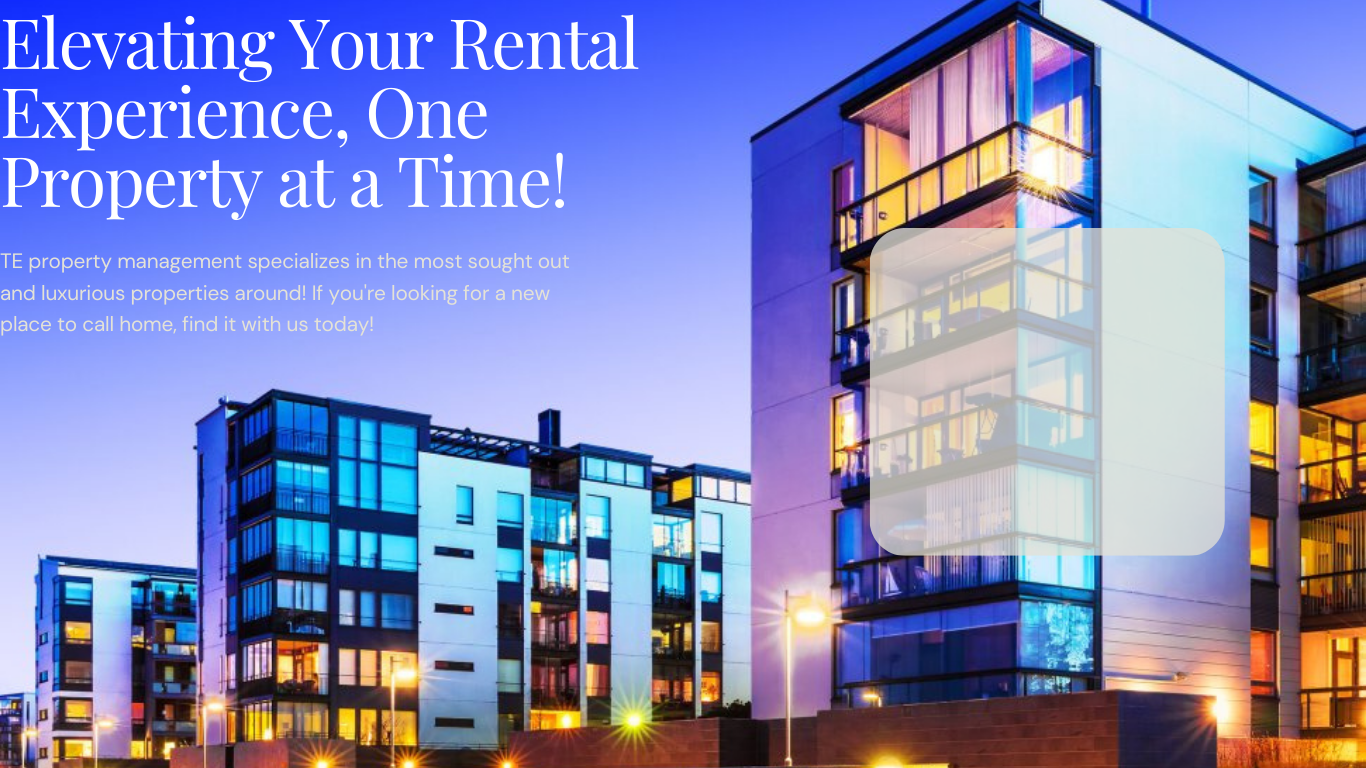 Elevating Your Rental
Experience, One
Property at a Time!
TE property management specializes in the most sought out
and luxurious properties around! If you're looking for a new
place to call home, find it with us today!